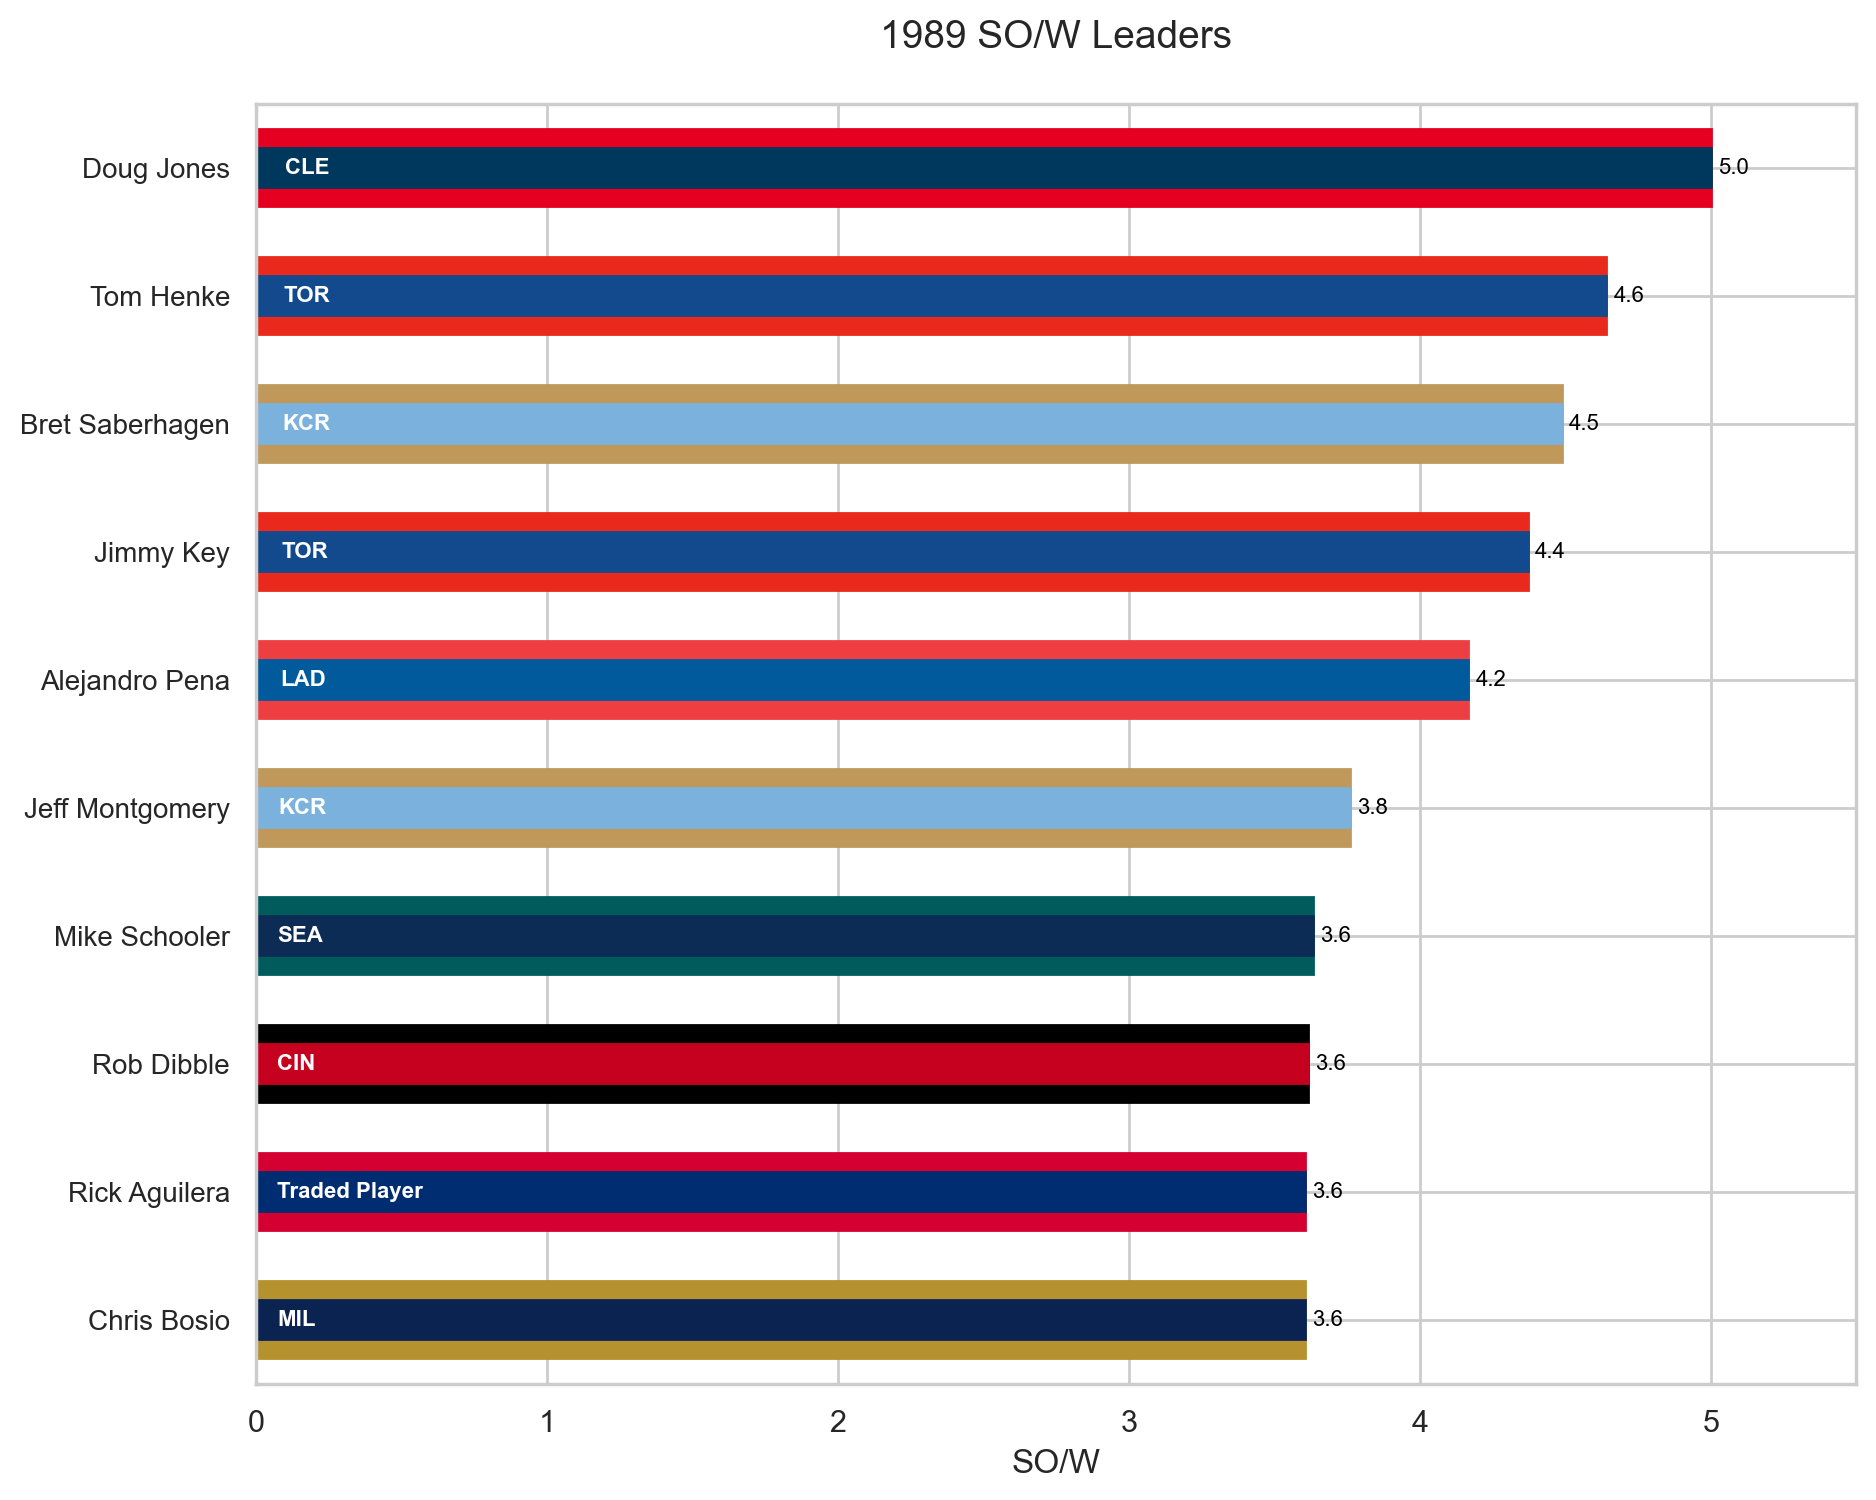 1989 SO/W Leaders
Doug Jones CLE 5.0
Tom Henke TOR 4.6
Bret Saberhagen KCR 4.5
Jimmy Key TOR 4.4
Alejandro Pena LAD 4.2
Jeff Montgomery KCR 3.8
Mike Schooler SEA 3.6
Rob Dibble CIN 3.6
Rick Aguilera Traded Player 3.6
Chris Bosio MIL 3.6
0 1 2 3 4 5
SO/W